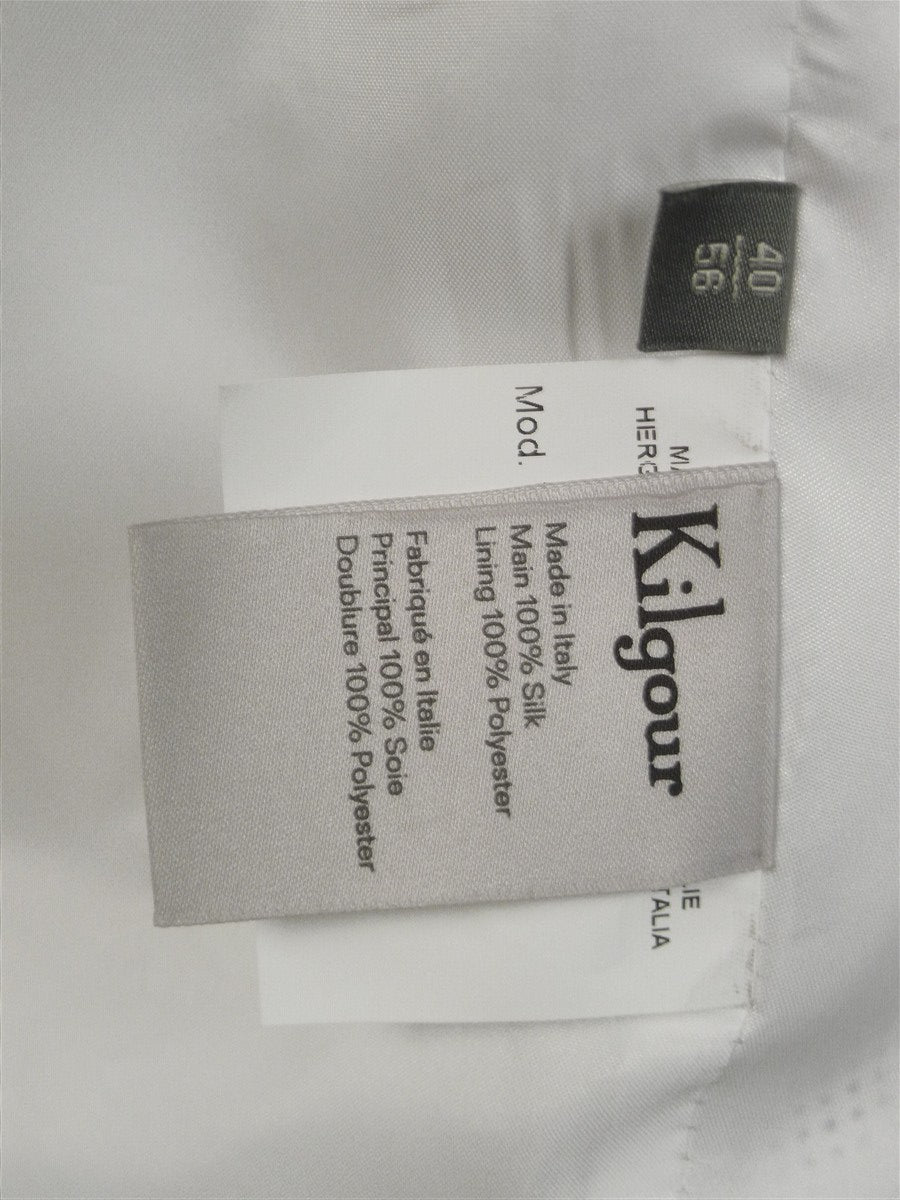 40
56
Mod.
Kilgour
Made in Italy
Main 100% Silk
Lining 100% Polyester
Fabriqué en Italie
Principal 100% Soie
Doublure 100% Polyester